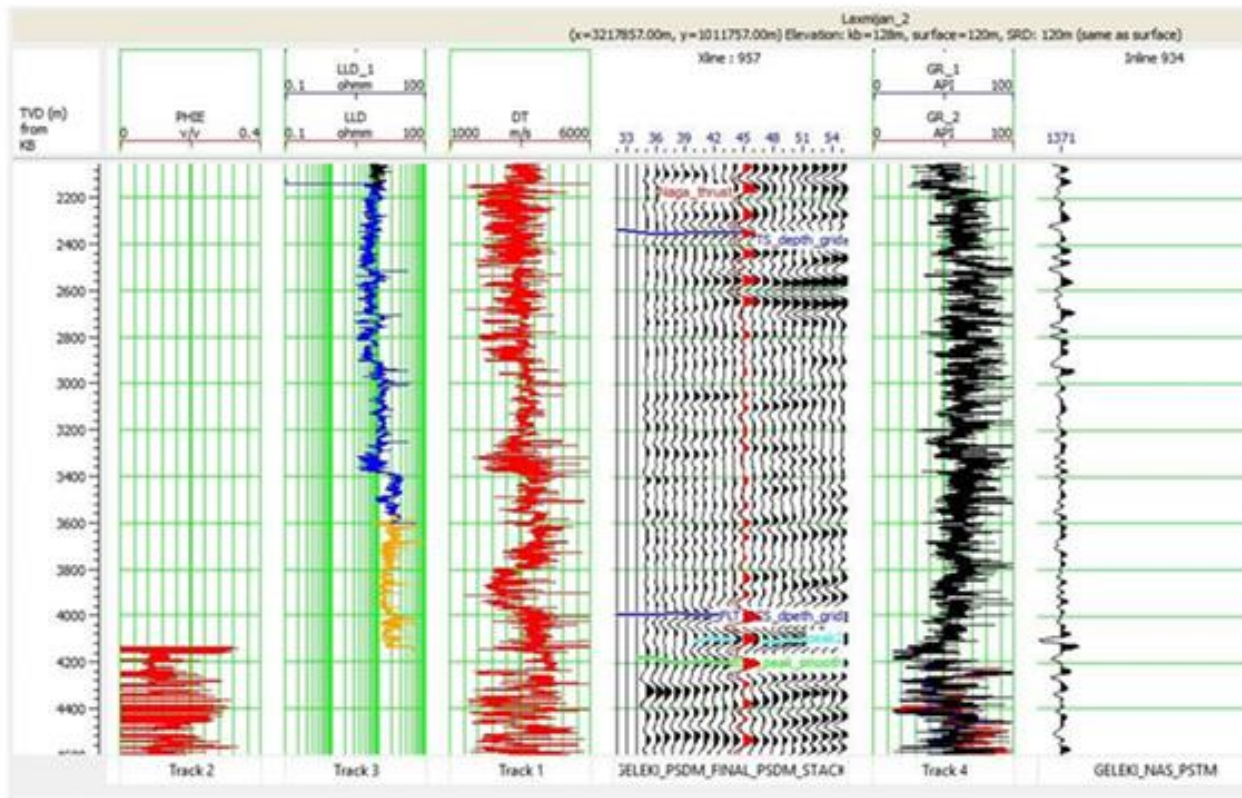 Laxmijan_2
(x=3217857.00m, y=1011757.00m) Elevation: kb=128m, surface=120m, SRD: 120m (same as surface)
Xline : 957
Inline 934
LLD_1
0.1 ohmm 100
GR_1
0 API 100
TVD (m)
from
KB
PHIE
0 v/v 0.4
LLD
0.1 ohmm 100
DT
1000 m/s 6000
GR_2
0 API 100
33 36 39 42 45 48 51 54
1371
2200
2400
2600
2800
3000
3200
3400
3600
3800
4000
4200
4400
Naga_thrust
TS_depth_grid
peak_smooth
Track 2
Track 3
Track 1
GELEKI_PSDM_FINAL_PSDM_STACK
Track 4
GELEKI_NAS_PSTM